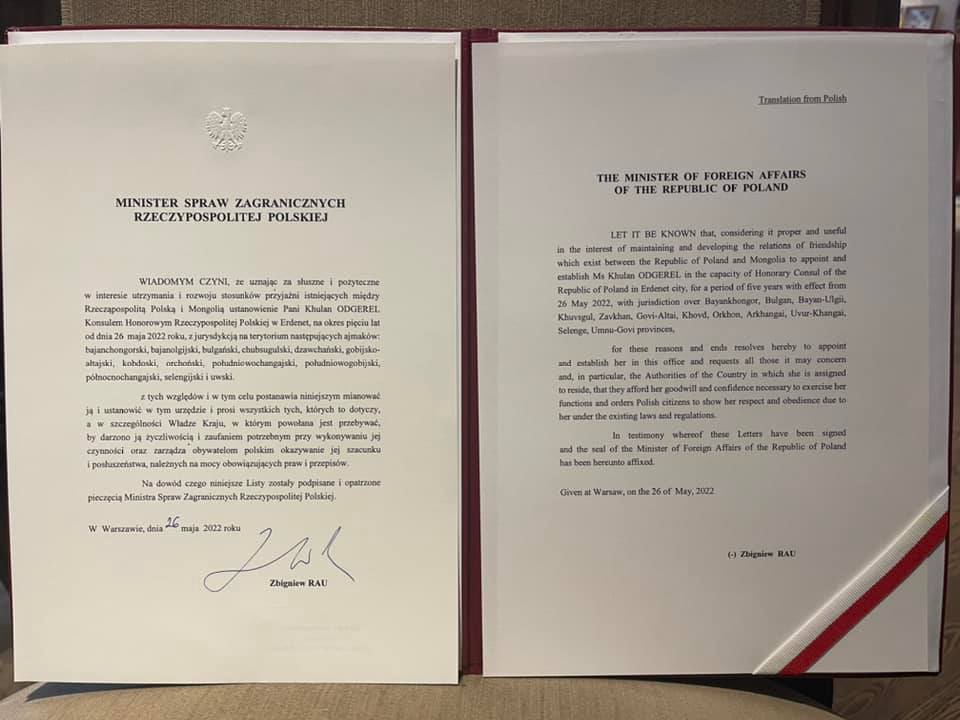 MINISTER SPRAW ZAGRANICZNYCH
RZECZYPOSPOLITEJ POLSKIEJ
WIADOMYM CZYNI, że uznając za słuszne i pożyteczne
w interesie utrzymania i rozwoju stosunków przyjaźni istniejących między
Rzecząpospolitą Polską i Mongolią ustanowienie Pani Khulan ODGEREL
Konsulem Honorowym Rzeczypospolitej Polskiej w Erdenet, na okres pięciu lat
od dnia 26 maja 2022 roku, z jurysdykcją na terytorium następujących ajmaków:
bajanchongorski, bajanolgijski, bulgański, chubsugulski, dzawchański, gobijsko-
ałtajski, kobdoski, orchoński, południowochangajski, południowogobijski,
północnochangajski, selengijski i uwski.
z tych względów i w tym celu postanawia niniejszym mianować
ją i ustanowić w tym urzędzie i prosi wszystkich tych, których to dotyczy,
a w szczególności Władze Kraju, w którym powołana jest przebywać,
by darzono ją życzliwością i zaufaniem potrzebnym przy wykonywaniu jej
czynności oraz zarządza obywatelom polskim okazywanie jej szacunku
i posłuszeństwa, należnych na mocy obowiązujących praw i przepisów.
Na dowód czego niniejsze Listy zostały podpisane i opatrzone
pieczęcią Ministra Spraw Zagranicznych Rzeczypospolitej Polskiej.
W Warszawie, dnia 26 maja 2022 roku
Zbigniew RAU
Translation from Polish
THE MINISTER OF FOREIGN AFFAIRS
OF THE REPUBLIC OF POLAND
LET IT BE KNOWN that, considering it proper and useful
in the interest of maintaining and developing the relations of friendship
which exist between the Republic of Poland and Mongolia to appoint and
establish Ms Khulan ODGEREL in the capacity of Honorary Consul of the
Republic of Poland in Erdenet city, for a period of five years with effect from
26 May 2022, with jurisdiction over Bayankhongor, Bulgan, Bayan-Ulgii,
Khuvsgul, Zavkhan, Govi-Altai, Khovd, Orkhon, Arkhangai, Uvur-Khangai,
Selenge, Umnu-Govi provinces,
for these reasons and ends resolves hereby to appoint
and establish her in this office and requests all those it may concern
and, in particular, the Authorities of the Country in which she is assigned
to reside, that they afford her goodwill and confidence necessary to exercise her
functions and orders Polish citizens to show her respect and obedience due to
her under the existing laws and regulations.
In testimony whereof these Letters have been signed
and the seal of the Minister of Foreign Affairs of the Republic of Poland
has been hereunto affixed.
Given at Warsaw, on the 26 of May, 2022
(-) Zbigniew RAU